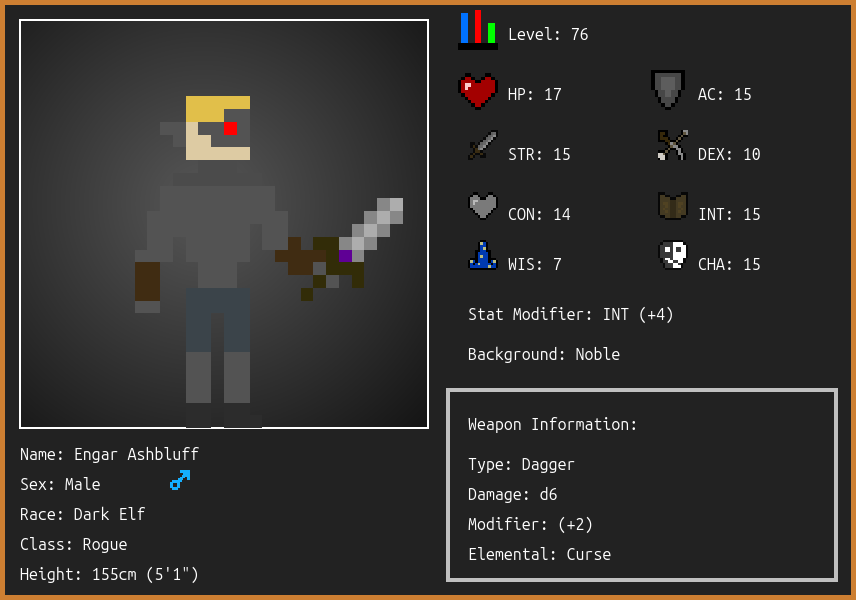 Level: 76
HP: 17
AC: 15
STR: 15
DEX: 10
CON: 14
INT: 15
WIS: 7
CHA: 15
Stat Modifier: INT (+4)
Background: Noble
Weapon Information:
Type: Dagger
Damage: d6
Modifier: (+2)
Elemental: Curse
Name: Engar Ashbluff
Sex: Male
Race: Dark Elf
Class: Rogue
Height: 155cm (5'1")